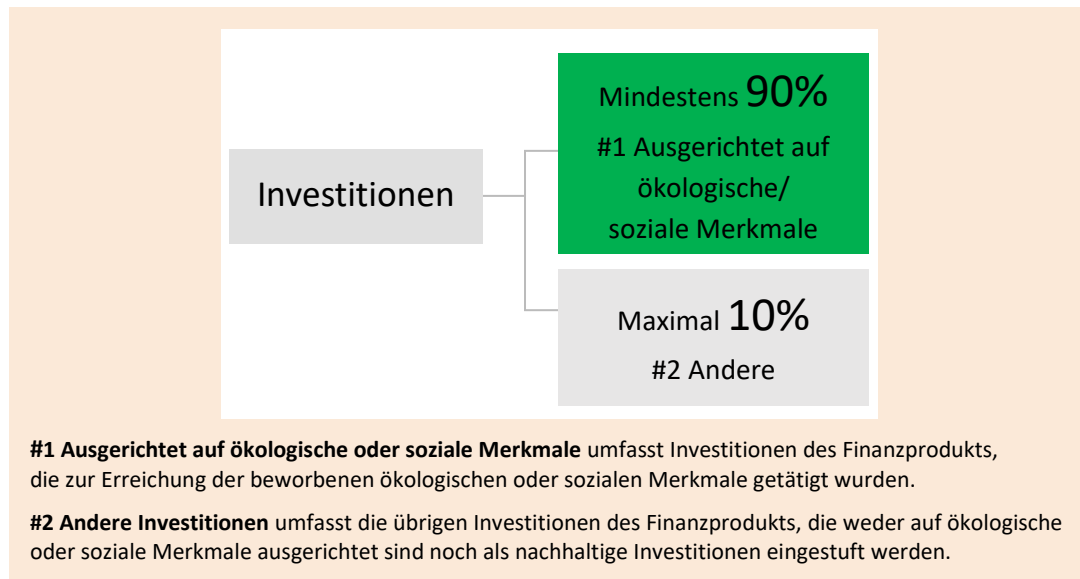 Investitionen
Mindestens 90%
#1 Ausgerichtet auf
ökologische/
soziale Merkmale
Maximal 10%
#2 Andere
#1 Ausgerichtet auf ökologische oder soziale Merkmale umfasst Investitionen des Finanzprodukts,
die zur Erreichung der beworbenen ökologischen oder sozialen Merkmale getätigt wurden.
#2 Andere Investitionen umfasst die übrigen Investitionen des Finanzprodukts, die weder auf ökologische
oder soziale Merkmale ausgerichtet sind noch als nachhaltige Investitionen eingestuft werden.